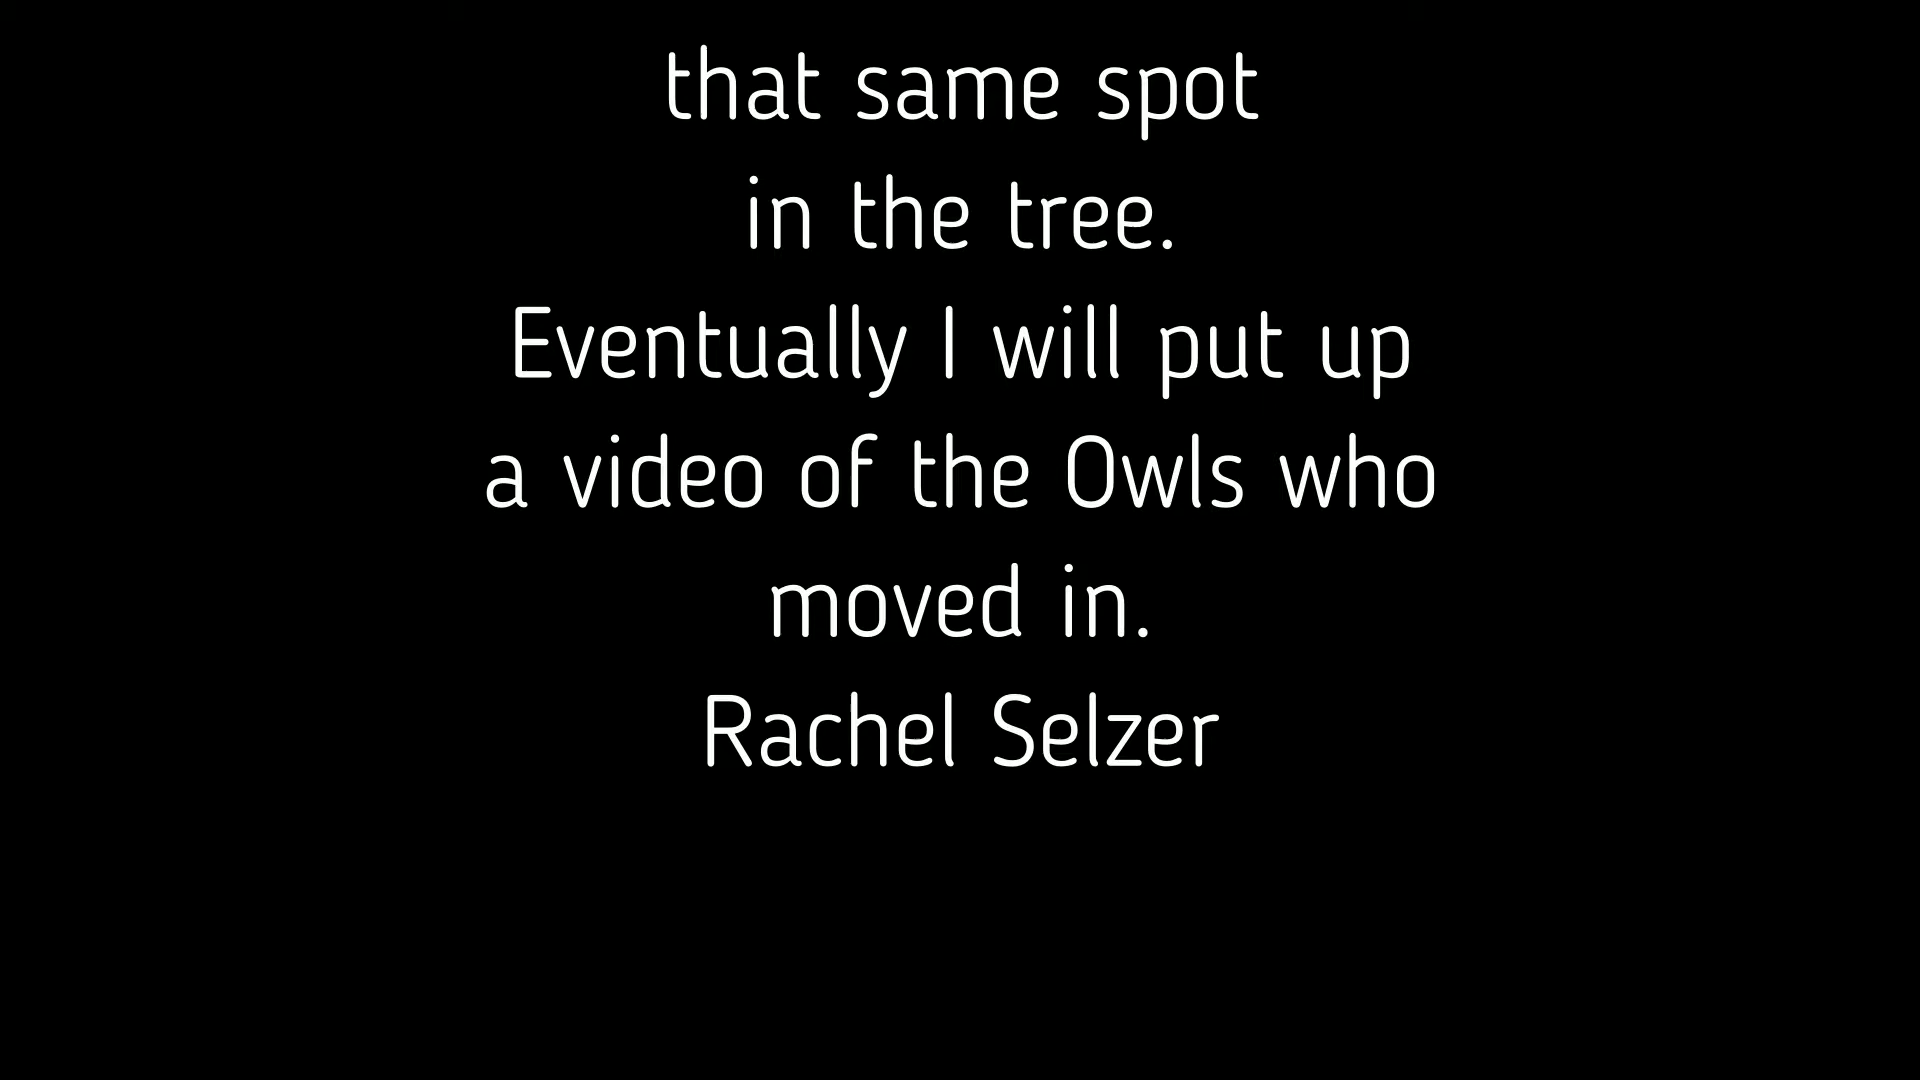 that same spot
in the tree.
Eventually I will put up
a video of the Owls who
moved in.
Rachel Selzer